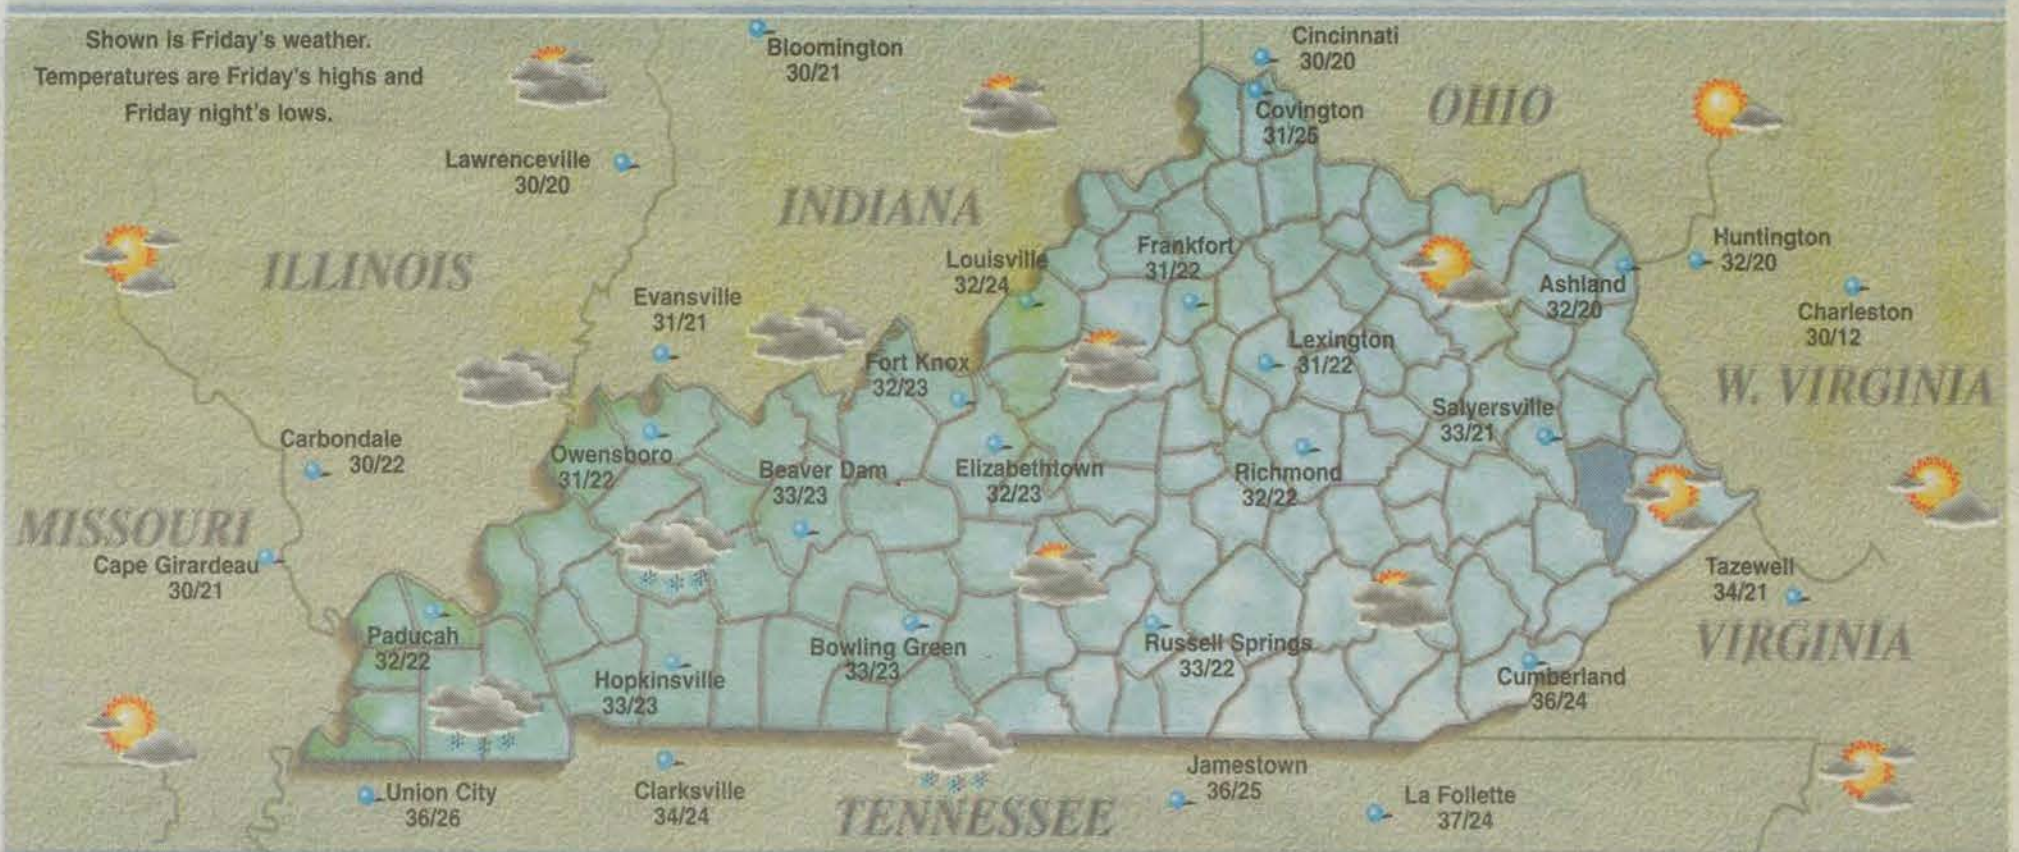 Shown is Friday's weather.
Temperatures are Friday's highs and
Friday night's lows.
Bloomington
30/21
Cincinnati
30/20
Covington
31/25
OHIO
Lawrenceville
30/20
INDIANA
ILLINOIS
Louisville
32/24
Frankfort
31/22
Huntington
32/20
Ashland
32/20
Charleston
30/12
Evansville
31/21
Lexington
31/22
Fort Knox
32/23
W. VIRGINIA
Salyersville
33/21
Carbondale
30/22
Owensboro
31/22
Beaver Dam
33/23
Elizabethtown
32/23
Richmond
32/22
MISSOURI
Cape Girardeau
30/21
Tazewell
34/21
VIRGINIA
Paducah
32/22
Bowling Green
33/23
Russell Springs
33/22
Hopkinsville
33/23
Cumberland
36/24
Union City
36/26
Clarksville
34/24
TENNESSEE
Jamestown
36/25
La Follette
37/24